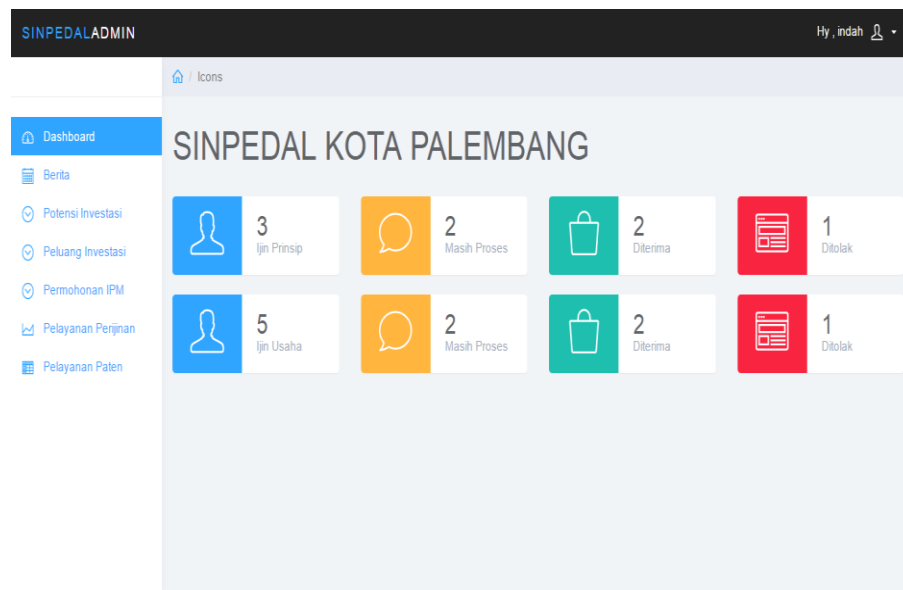 SINPEDALADMIN
Hy , indah
/ Icons
Dashboard
Berita
Potensi Investasi
Peluang Investasi
Permohonan IPM
Pelayanan Perijinan
Pelayanan Paten
SINPEDAL KOTA PALEMBANG
3
Ijin Prinsip
2
Masih Proses
2
Diterima
1
Ditolak
5
Ijin Usaha
2
Masih Proses
2
Diterima
1
Ditolak